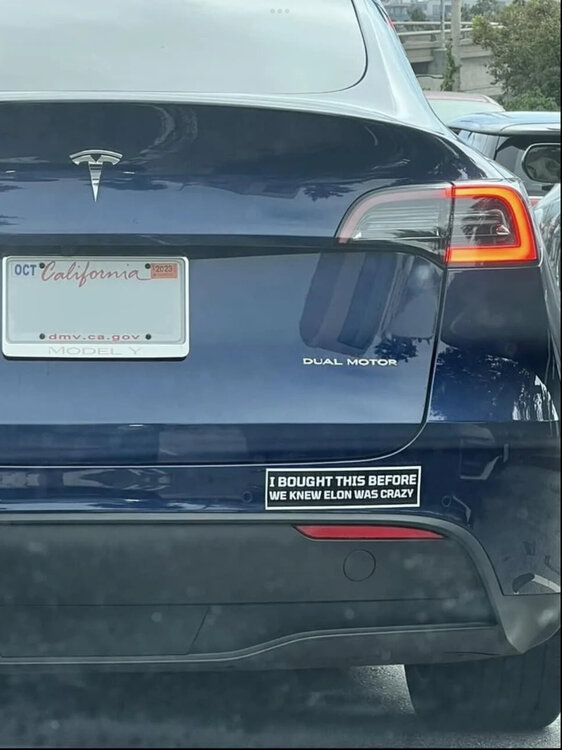 OCT California 2023
dmv.ca.gov
MODEL Y
DUAL MOTOR
I BOUGHT THIS BEFORE
WE KNEW ELON WAS CRAZY